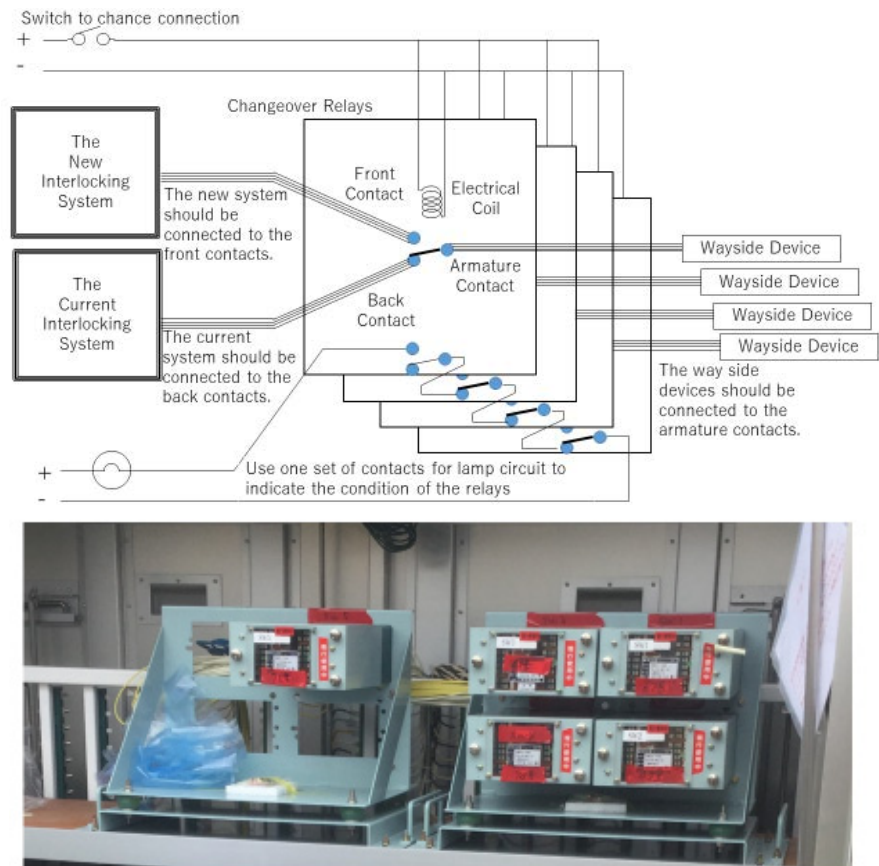 Switch to chance connection
+
-
Changeover Relays
The
New
Interlocking
System
The new system
should be
connected to the
front contacts.
Front
Contact
Electrical
Coil
Armature
Contact
Back
Contact
The
Current
Interlocking
System
The current
system should be
connected to the
back contacts.
Wayside Device
Wayside Device
Wayside Device
Wayside Device
The way side
devices should be
connected to the
armature contacts.
+
-
Use one set of contacts for lamp circuit to
indicate the condition of the relays